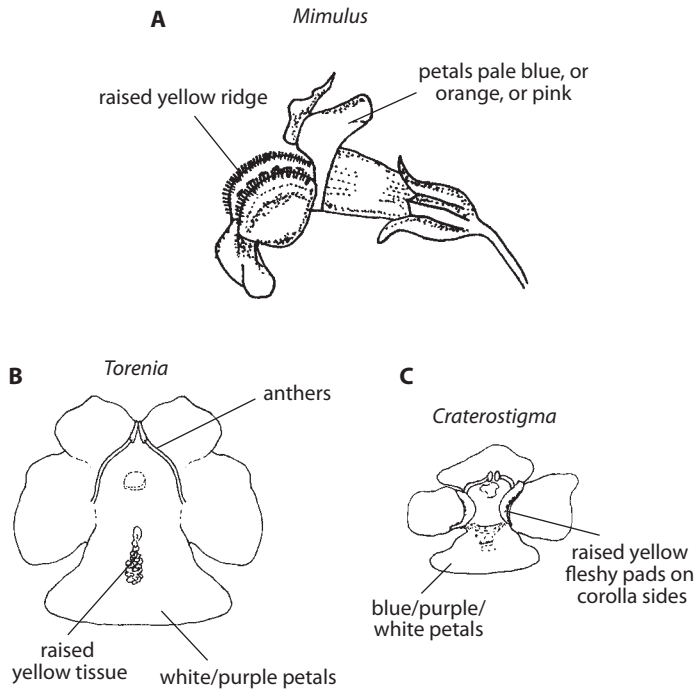 A
Mimulus
raised yellow ridge
petals pale blue, or
orange, or pink
B
Torenia
anthers
raised
yellow tissue
white/purple petals
C
Craterostigma
blue/purple/
white petals
raised yellow
fleshy pads on
corolla sides